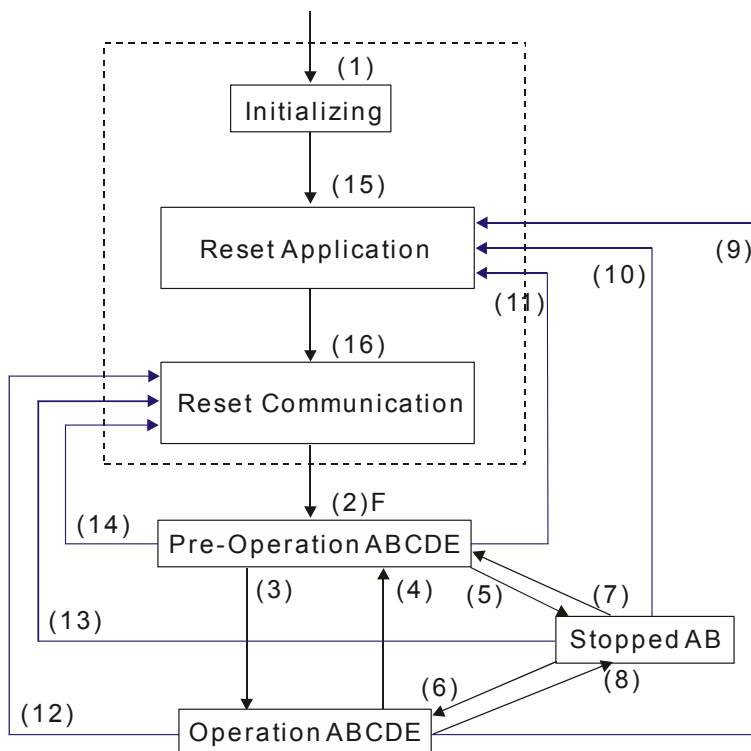 (1)
Initializing
(15)
Reset Application
(9)
(10)
(11)
(16)
Reset Communication
(2)F
(14)
Pre-Operation ABCDE
(3)
(4)
(5)
(7)
(13)
Stopped AB
(6)
(8)
(12)
Operation ABCDE